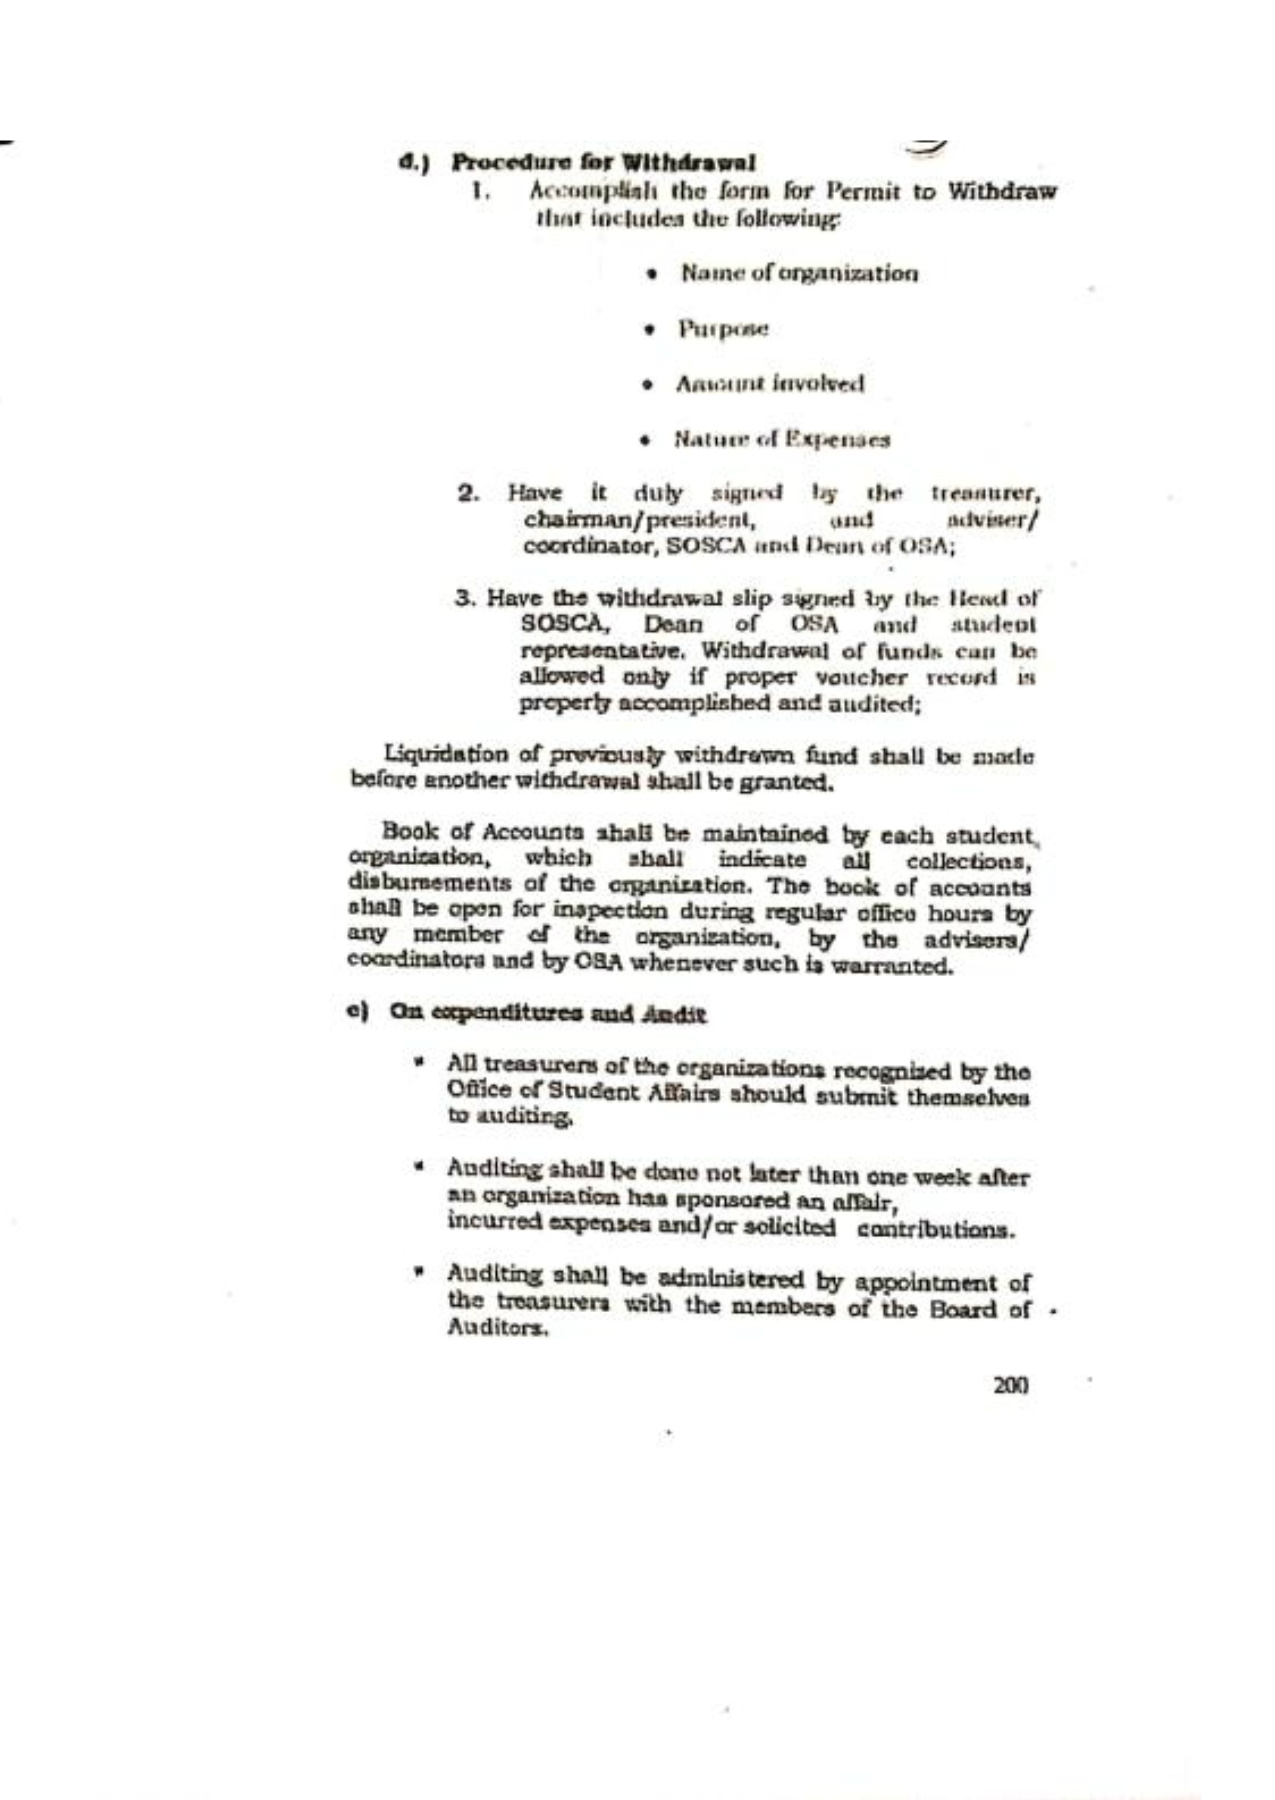 d.) Procedure for Withdrawal
1. Accomplish the form for Permit to Withdraw
that includes the following:
• Name of organization
• Purpose
• Amount involved
• Nature of Expenses
2. Have it duly signed by the treasurer,
chairman/president, and adviser/
coordinator, SOSCA and Dean of OSA;
3. Have the withdrawal slip signed by the Head of
SOSCA, Dean of OSA and student
representative. Withdrawal of funds can be
allowed only if proper voucher record is
properly accomplished and audited;
Liquidation of previously withdrawn fund shall be made
before another withdrawal shall be granted.
Book of Accounts shall be maintained by each student
organization, which shall indicate all collections,
disbursements of the organization. The book of accounts
shall be open for inspection during regular office hours by
any member of the organization, by the advisers/
coordinators and by OSA whenever such is warranted.
e) On expenditures and Audit
▪ All treasurers of the organizations recognized by the
Office of Student Affairs should submit themselves
to auditing.
▪ Auditing shall be done not later than one week after
an organization has sponsored an affair,
incurred expenses and/or solicited contributions.
▪ Auditing shall be administered by appointment of
the treasurers with the members of the Board of
Auditors.
200